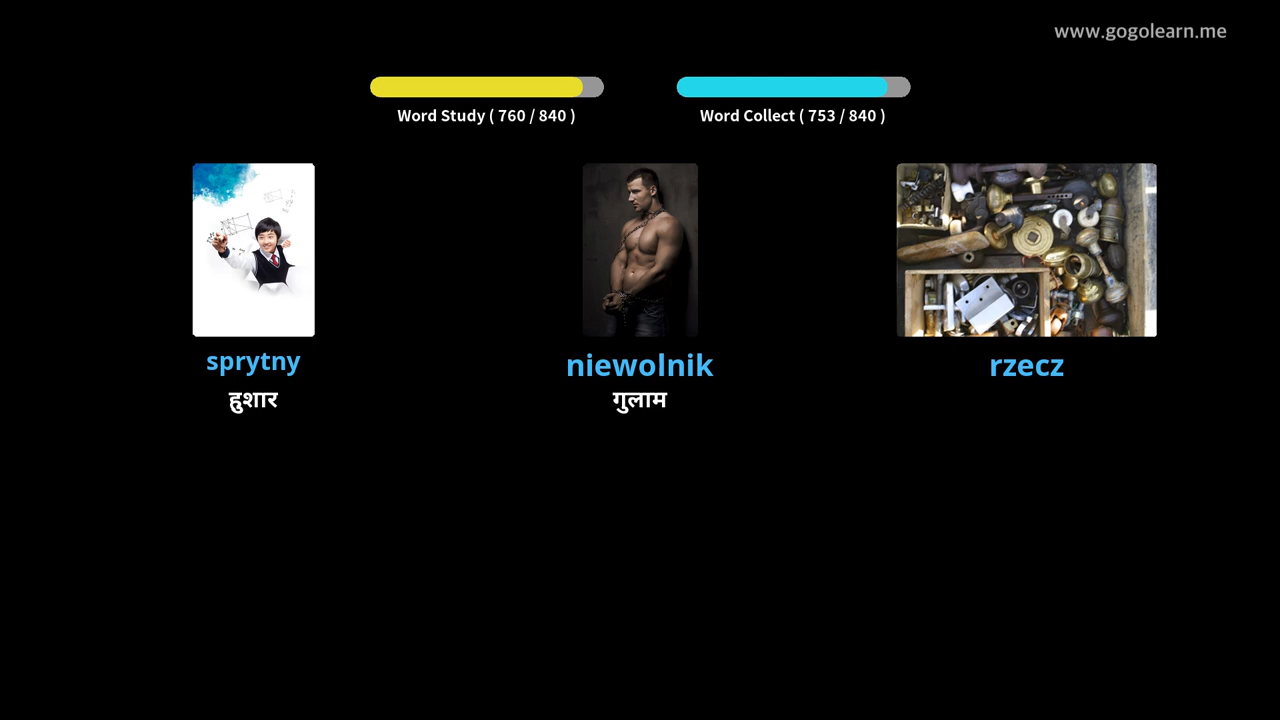 www.gogolearn.me
Word Study ( 760 / 840 )
Word Collect ( 753 / 840 )
sprytny
हुशार
niewolnik
गुलाम
rzecz